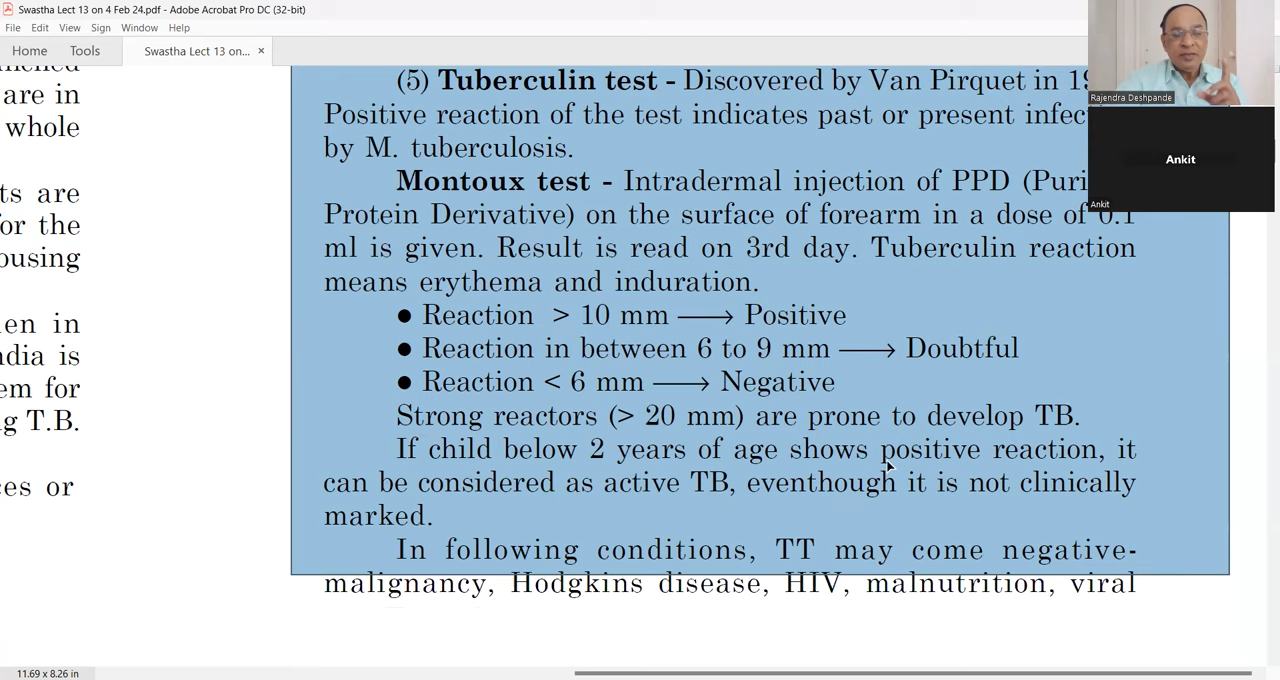 Swastha Lect 13 on 4 Feb 24.pdf - Adobe Acrobat Pro DC (32-bit)
File Edit View Sign Window Help
Home Tools Swastha Lect 13 on... ×
are in
whole
ts are
or the
ousing
en in
ndia is
em for
g T.B.
ces or
(5) Tuberculin test - Discovered by Van Pirquet in 19
Positive reaction of the test indicates past or present infec
by M. tuberculosis.
Montoux test - Intradermal injection of PPD (Puri
Protein Derivative) on the surface of forearm in a dose of 0.1
ml is given. Result is read on 3rd day. Tuberculin reaction
means erythema and induration.
● Reaction > 10 mm ⟶ Positive
● Reaction in between 6 to 9 mm ⟶ Doubtful
● Reaction < 6 mm ⟶ Negative
Strong reactors (> 20 mm) are prone to develop TB.
If child below 2 years of age shows positive reaction, it
can be considered as active TB, eventhough it is not clinically
marked.
In following conditions, TT may come negative-
malignancy, Hodgkins disease, HIV, malnutrition, viral
Rajendra Deshpande
Ankit
Ankit
11.69 x 8.26 in